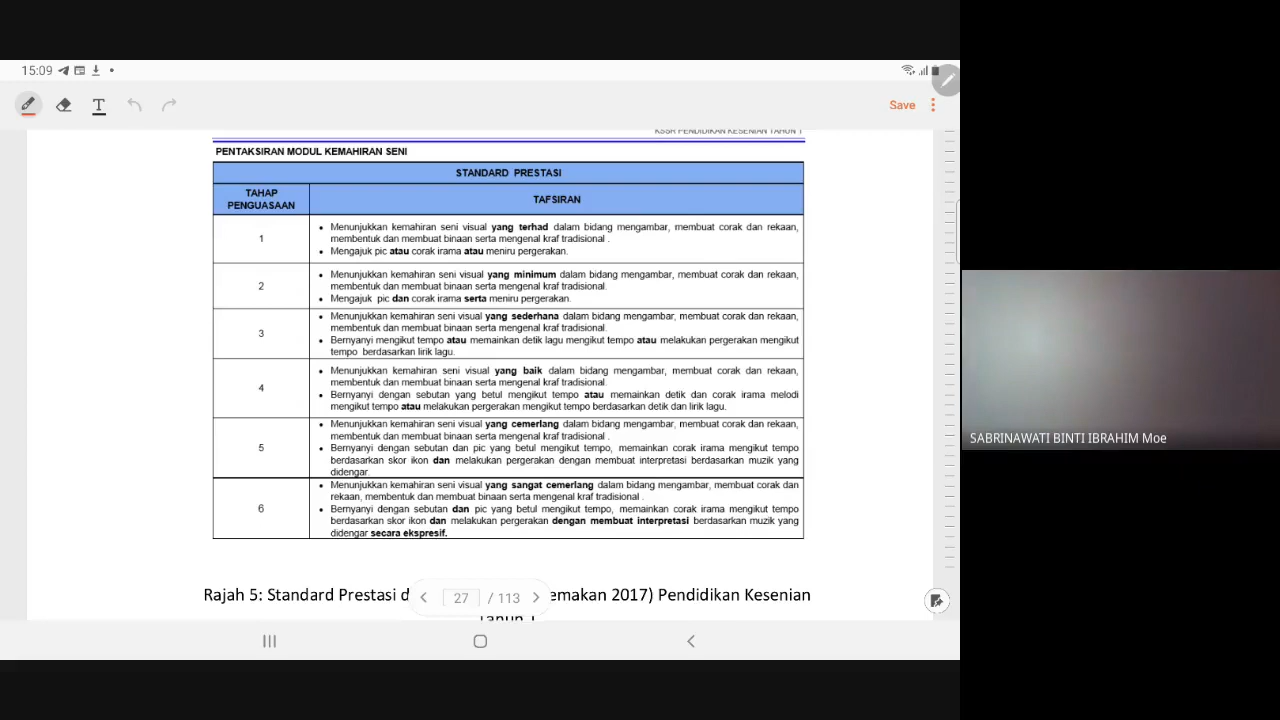 15:09
Save
KSSR PENDIDIKAN KESENIAN TAHUN 1
PENTAKSIRAN MODUL KEMAHIRAN SENI
STANDARD PRESTASI
TAHAP PENGUASAAN
TAFSIRAN
1
• Menunjukkan kemahiran seni visual yang terhad dalam bidang mengambar, membuat corak dan rekaan,
membentuk dan membuat binaan serta mengenal kraf tradisional .
• Mengajuk pic atau corak irama atau meniru pergerakan.
2
• Menunjukkan kemahiran seni visual yang minimum dalam bidang mengambar, membuat corak dan rekaan,
membentuk dan membuat binaan serta mengenal kraf tradisional.
• Mengajuk pic dan corak irama serta meniru pergerakan.
3
• Menunjukkan kemahiran seni visual yang sederhana dalam bidang mengambar, membuat corak dan rekaan,
membentuk dan membuat binaan serta mengenal kraf tradisional.
• Bernyanyi mengikut tempo atau memainkan detik lagu mengikut tempo atau melakukan pergerakan mengikut
tempo berdasarkan lirik lagu.
4
• Menunjukkan kemahiran seni visual yang baik dalam bidang mengambar, membuat corak dan rekaan,
membentuk dan membuat binaan serta mengenal kraf tradisional.
• Bernyanyi dengan sebutan yang betul mengikut tempo atau memainkan detik dan corak irama melodi
mengikut tempo atau melakukan pergerakan mengikut tempo berdasarkan detik dan lirik lagu.
5
• Menunjukkan kemahiran seni visual yang cemerlang dalam bidang mengambar, membuat corak dan rekaan,
membentuk dan membuat binaan serta mengenal kraf tradisional .
• Bernyanyi dengan sebutan dan pic yang betul mengikut tempo, memainkan corak irama mengikut tempo
berdasarkan skor ikon dan melakukan pergerakan dengan membuat interpretasi berdasarkan muzik yang
didengar.
6
• Menunjukkan kemahiran seni visual yang sangat cemerlang dalam bidang mengambar, membuat corak dan
rekaan, membentuk dan membuat binaan serta mengenal kraf tradisional .
• Bernyanyi dengan sebutan dan pic yang betul mengikut tempo, memainkan corak irama mengikut tempo
berdasarkan skor ikon dan melakukan pergerakan dengan membuat interpretasi berdasarkan muzik yang
didengar secara ekspresif.
Rajah 5: Standard Prestasi d emakan 2017) Pendidikan Kesenian
Tahun 1
27 / 113
SABRINAWATI BINTI IBRAHIM Moe